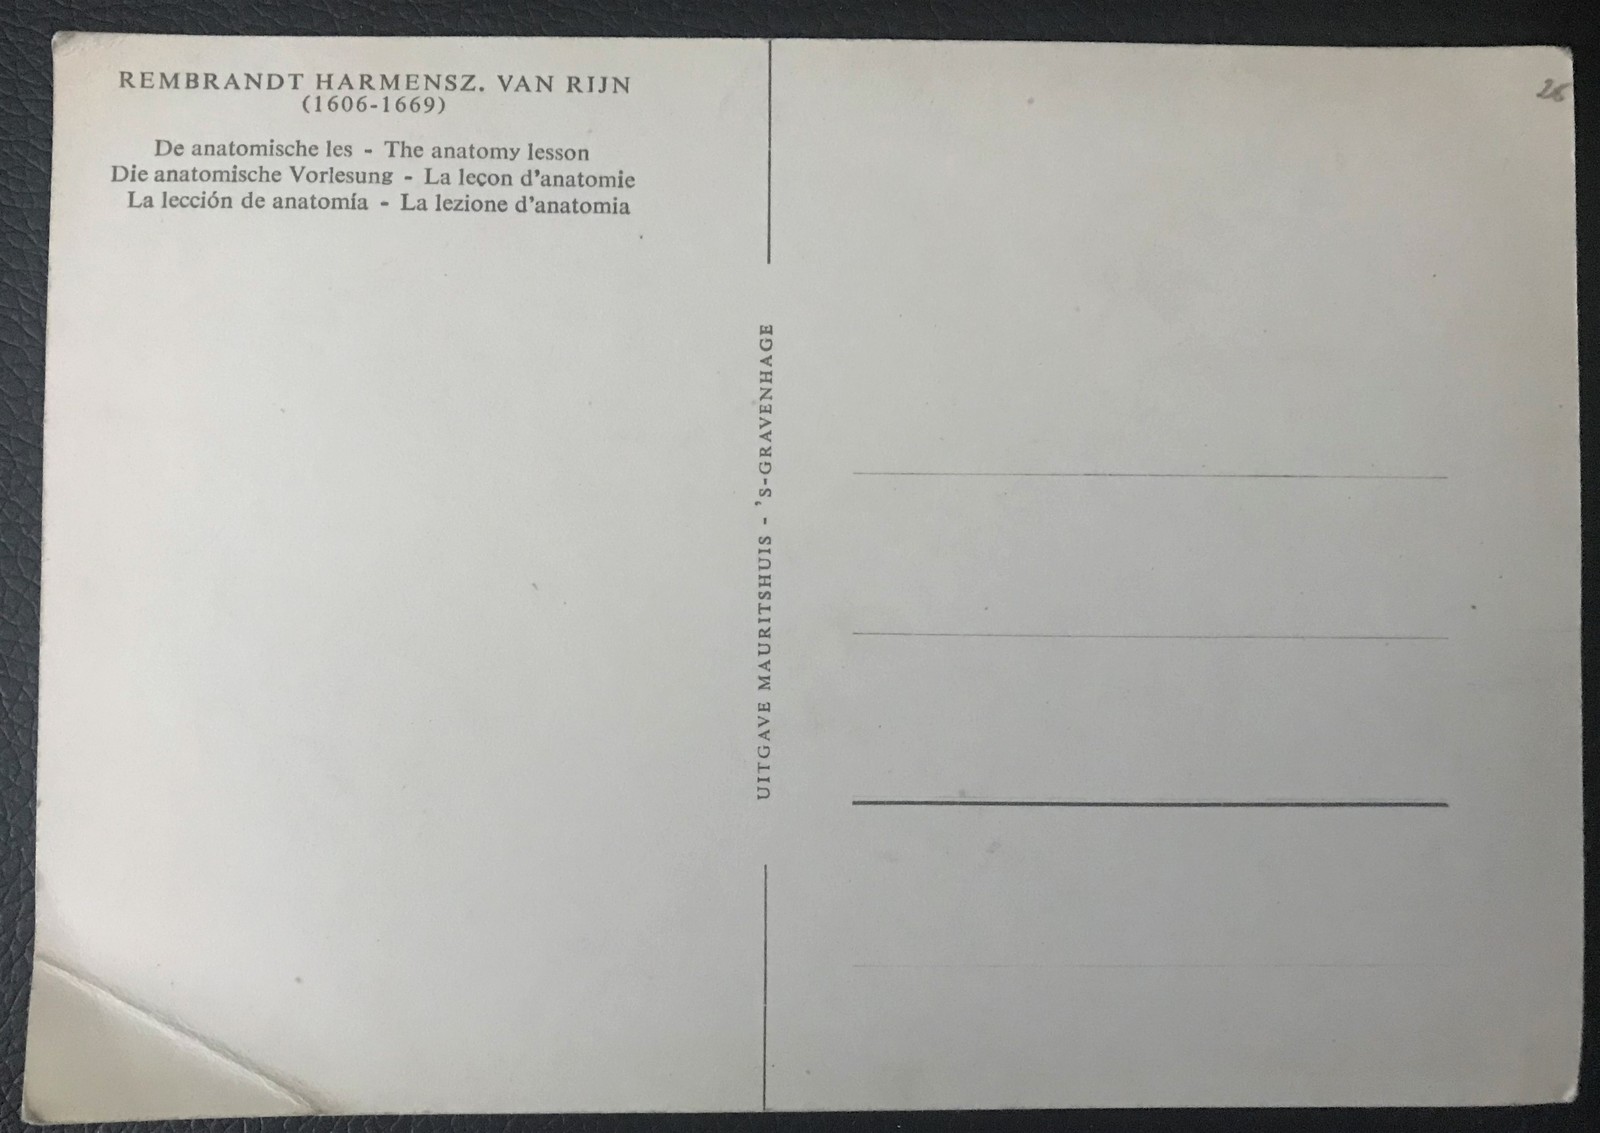 REMBRANDT HARMENSZ. VAN RIJN
(1606-1669)
De anatomische les - The anatomy lesson
Die anatomische Vorlesung - La leçon d'anatomie
La lección de anatomía - La lezione d'anatomia
UITGAVE MAURITSHUIS - 'S-GRAVENHAGE